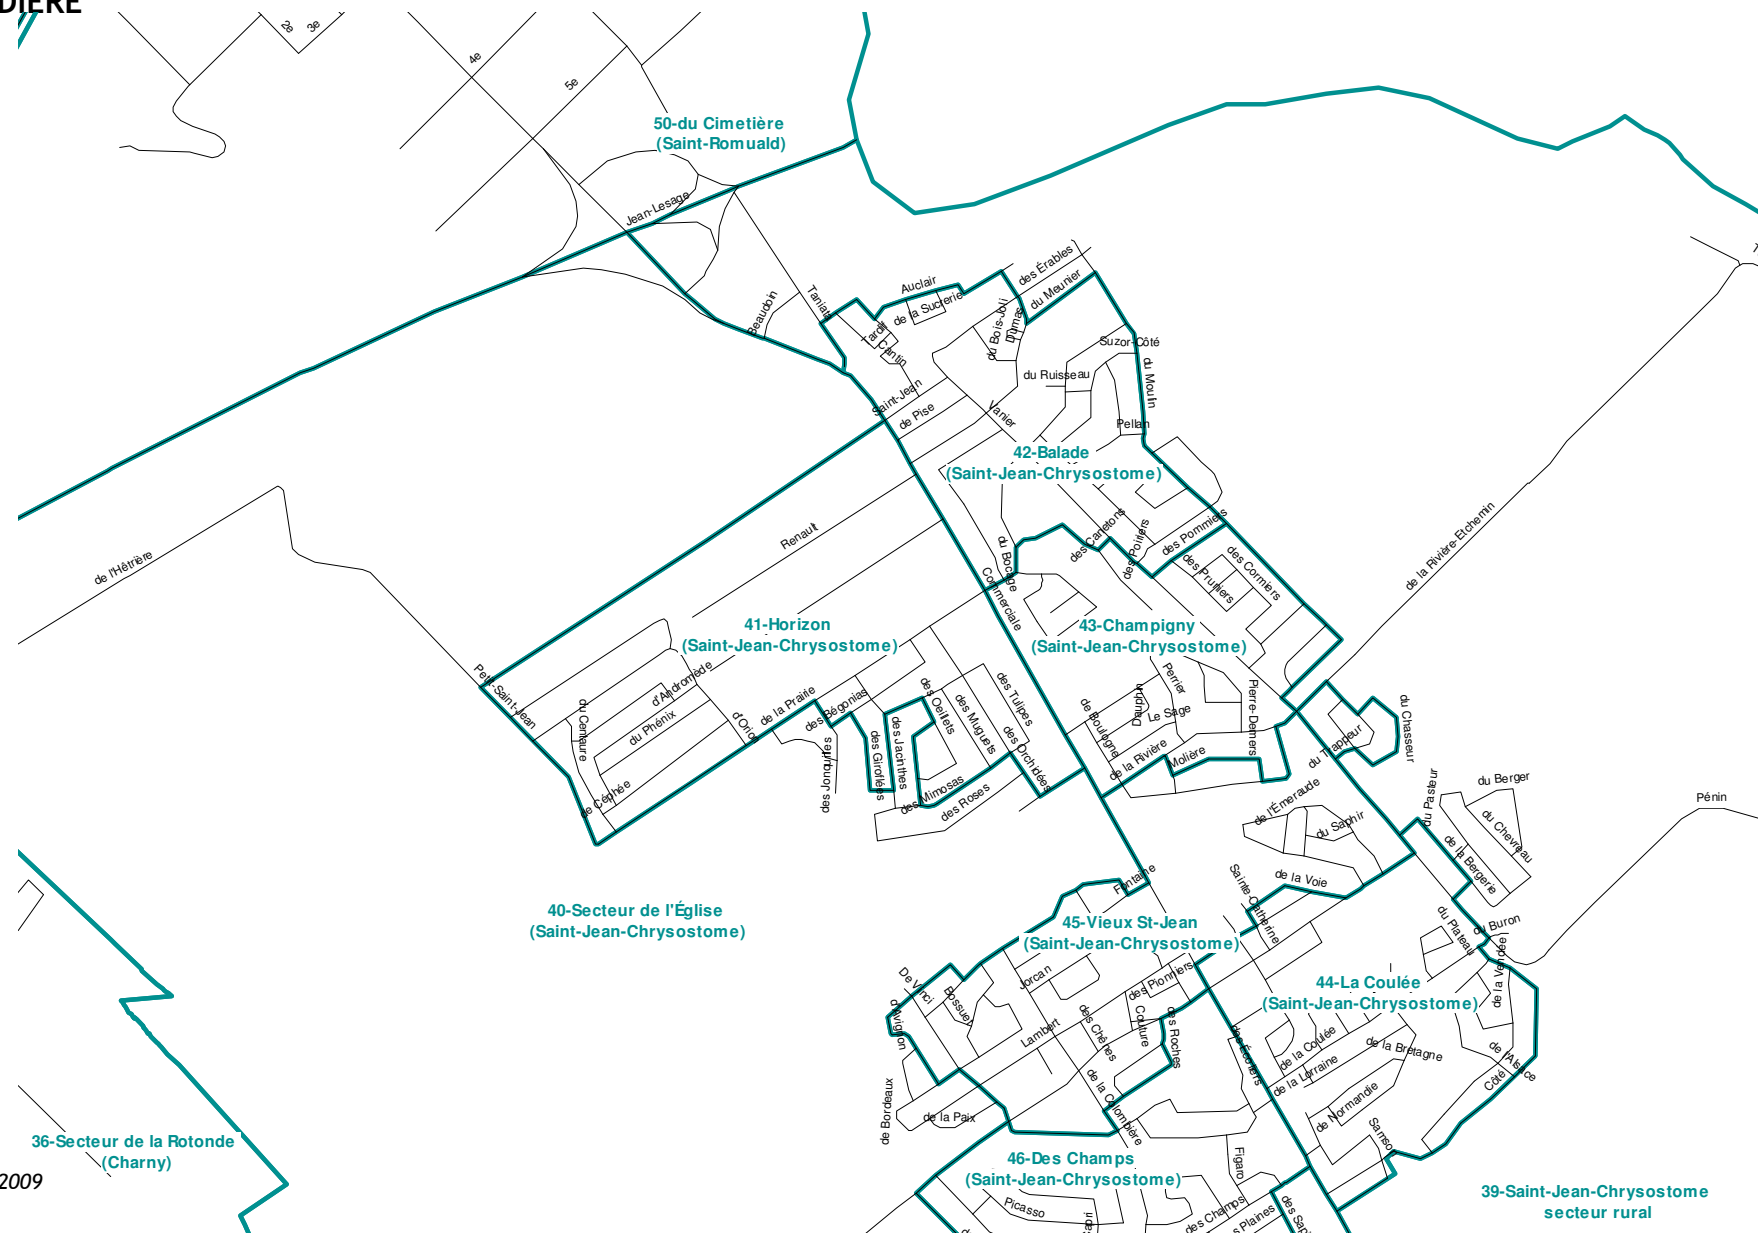 DIÈRE
2e
3e
4e
5e
50-du Cimetière
(Saint-Romuald)
Jean-Lesage
Beaudoin
Taniata
Auclair
de la Sucrerie
Tardif
Cantin
des Érables
du Meunier
du Bois-Joli
Dumas
Suzor-Côté
du Moulin
du Ruisseau
Saint-Jean
de Pise
Vanier
Pellan
42-Balade
(Saint-Jean-Chrysostome)
de l'Hêtrière
Renault
du Bocage
des Canetons
des Poiriers
des Pommiers
des Pruniers
des Cormiers
de la Rivière-Etchemin
Commerciale
41-Horizon
(Saint-Jean-Chrysostome)
43-Champigny
(Saint-Jean-Chrysostome)
Petit-Saint-Jean
du Centaure
d'Andromède
du Phénix
d'Orion
de Céphée
de la Prairie
des Bégonias
des Jonquilles
des Giroflées
des Jacinthes
des Oeillets
des Muguets
des Tulipes
des Orchidées
des Mimosas
des Roses
de Boulogne
Dauphin
Perrier
Le Sage
de la Rivière
Molière
Pierre-Demers
du Trappeur
du Chasseur
de l'Émeraude
du Saphir
du Pasteur
du Berger
du Chevreau
de la Bergerie
Pénin
Fontaine
Sainte-Catherine
de la Voie
du Plateau
du Buron
de la Vendée
40-Secteur de l'Église
(Saint-Jean-Chrysostome)
45-Vieux St-Jean
(Saint-Jean-Chrysostome)
44-La Coulée
(Saint-Jean-Chrysostome)
De Vinci
Bossuet
d'Avignon
Jorcan
des Pionniers
Lambert
des Chênes
Couture
des Roches
des Écoliers
de la Coulée
de la Lorraine
de la Bretagne
de l'Alsace
Côté
de Normandie
Samson
de Bordeaux
de la Paix
de la Colombière
36-Secteur de la Rotonde
(Charny)
2009
46-Des Champs
(Saint-Jean-Chrysostome)
Figaro
Picasso
des Champs
39-Saint-Jean-Chrysostome
secteur rural